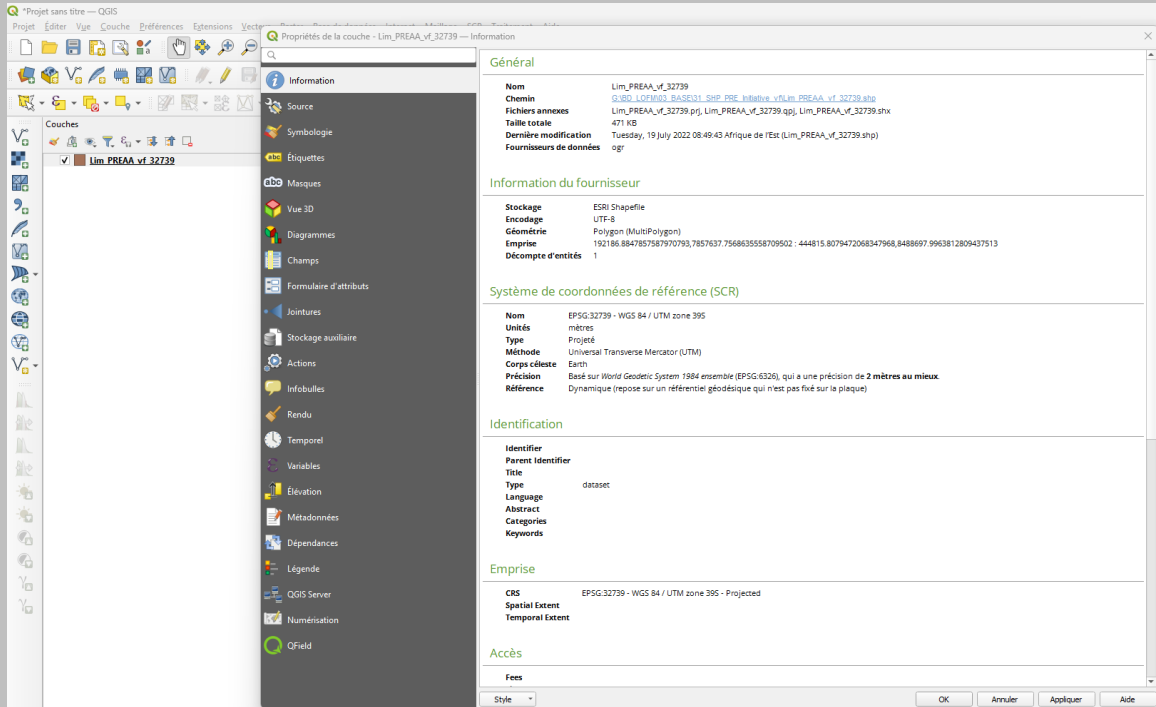 *Projet sans titre — QGIS
Projet Éditer Vue Couche Préférences Extensions Vecteur
Propriétés de la couche - Lim_PREAA_vf_32739 — Information
Couches
Lim_PREAA_vf_32739
Information
Source
Symbologie
abc Étiquettes
abc Masques
Vue 3D
Diagrammes
Champs
Formulaire d'attributs
Jointures
Stockage auxiliaire
Actions
Infobulles
Rendu
Temporel
Variables
Élévation
Métadonnées
Dépendances
Légende
QGIS Server
Numérisation
QField
Général
Nom Lim_PREAA_vf_32739
Chemin G:\BD_LOFM\03_BASE\31_SHP_PRE_Initiative_vf\Lim_PREAA_vf_32739.shp
Fichiers annexes Lim_PREAA_vf_32739.prj, Lim_PREAA_vf_32739.qpj, Lim_PREAA_vf_32739.shx
Taille totale 471 KB
Dernière modification Tuesday, 19 July 2022 08:49:43 Afrique de l'Est (Lim_PREAA_vf_32739.shp)
Fournisseurs de données ogr
Information du fournisseur
Stockage ESRI Shapefile
Encodage UTF-8
Géométrie Polygon (MultiPolygon)
Emprise 192186.8847857587970793,7857637.7568635558709502 : 444815.8079472068347968,8488697.9963812809437513
Décompte d'entités 1
Système de coordonnées de référence (SCR)
Nom EPSG:32739 - WGS 84 / UTM zone 39S
Unités mètres
Type Projeté
Méthode Universal Transverse Mercator (UTM)
Corps céleste Earth
Précision Basé sur World Geodetic System 1984 ensemble (EPSG:6326), qui a une précision de 2 mètres au mieux.
Référence Dynamique (repose sur un référentiel géodésique qui n'est pas fixé sur la plaque)
Identification
Identifier
Parent Identifier
Title
Type dataset
Language
Abstract
Categories
Keywords
Emprise
CRS EPSG:32739 - WGS 84 / UTM zone 39S - Projected
Spatial Extent
Temporal Extent
Accès
Fees
Style
OK Annuler Appliquer Aide